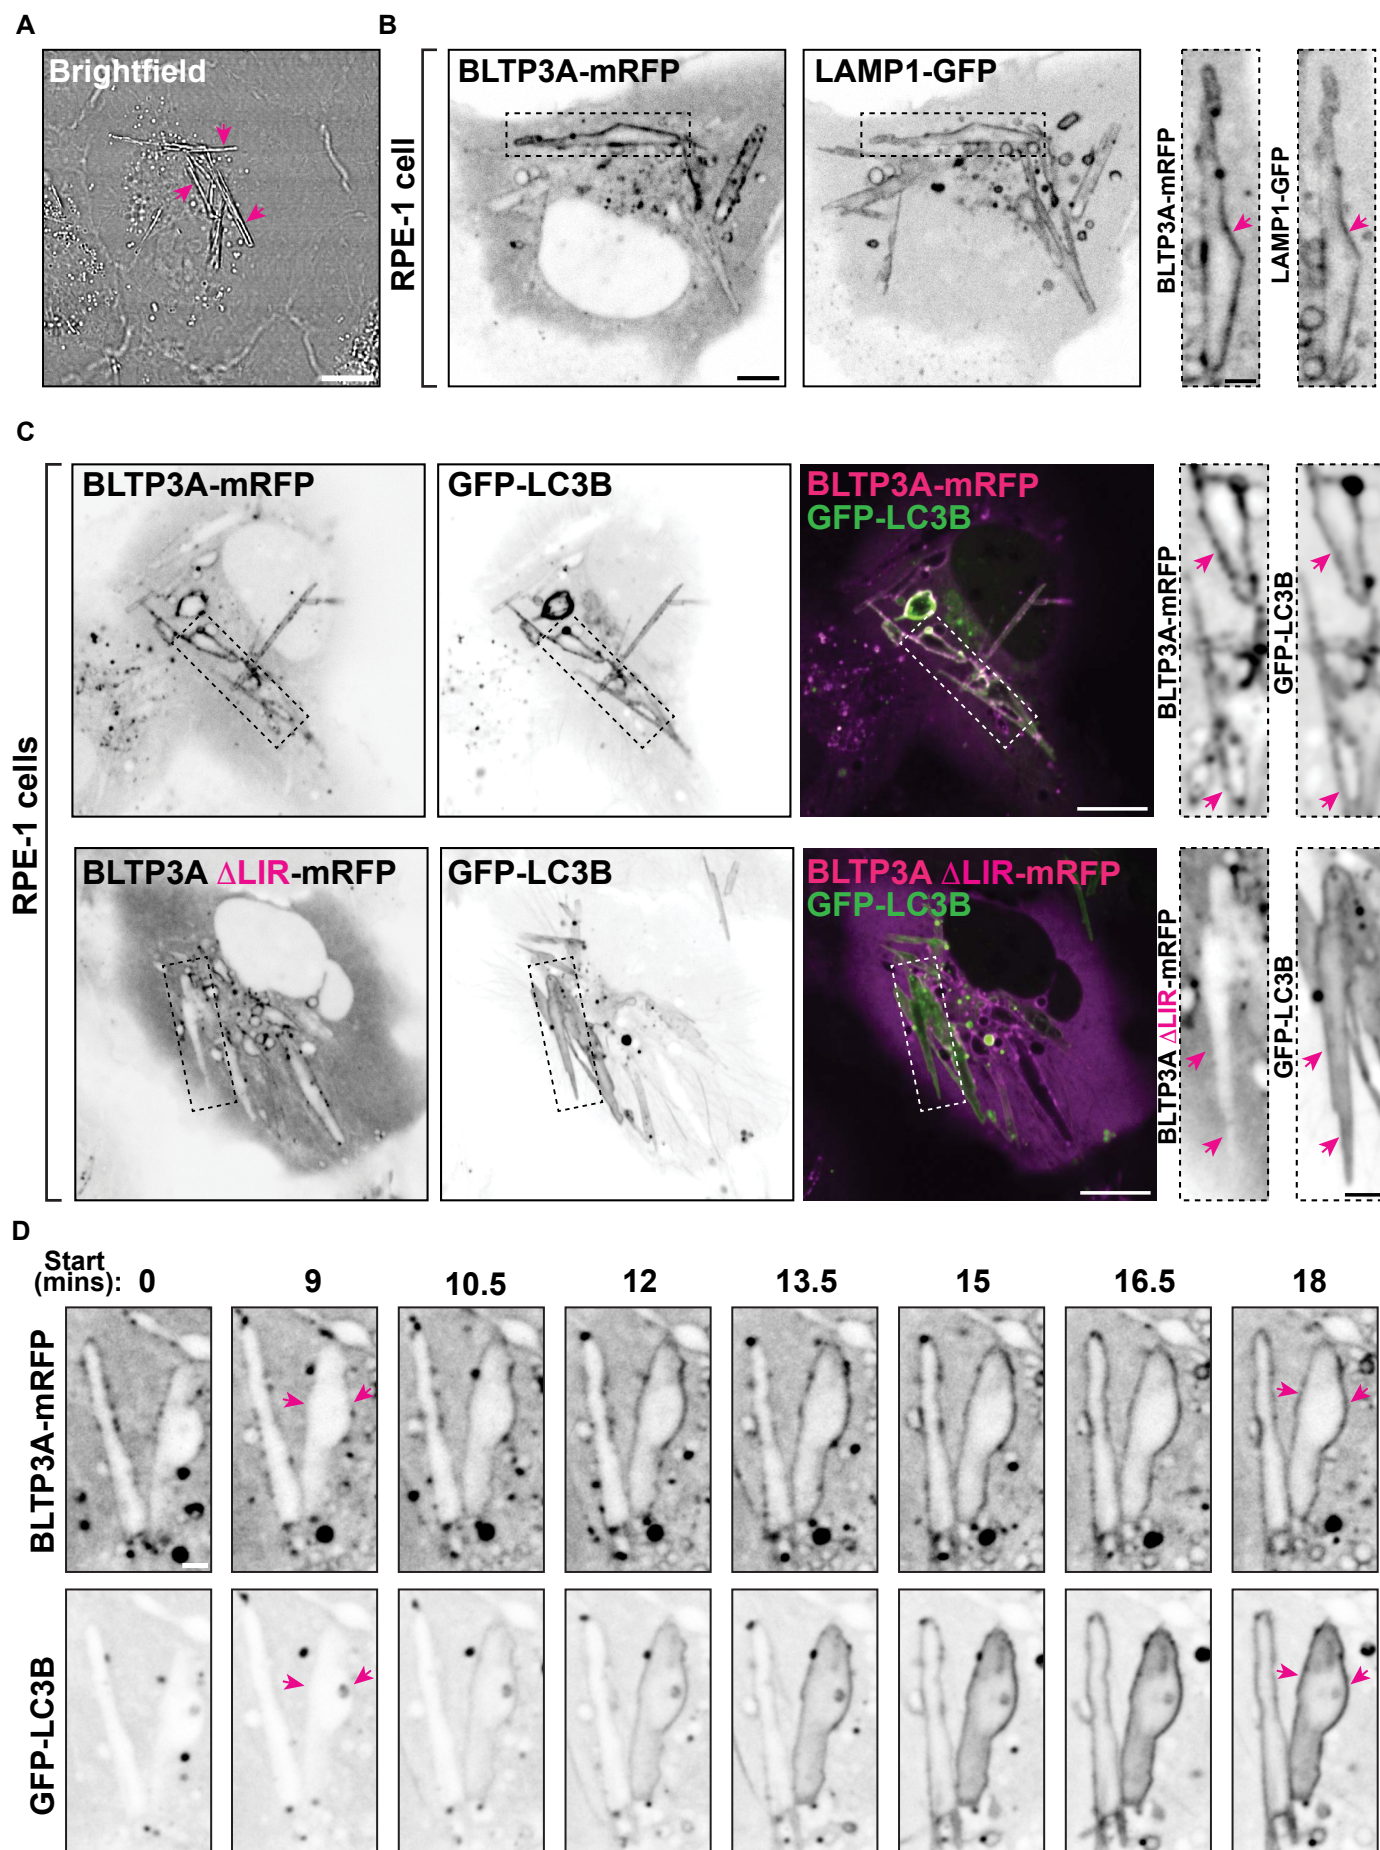 A
Brightfield
B
RPE-1 cell
BLTP3A-mRFP
LAMP1-GFP
BLTP3A-mRFP
LAMP1-GFP
C
RPE-1 cells
BLTP3A-mRFP
GFP-LC3B
BLTP3A-mRFP
GFP-LC3B
BLTP3A-mRFP
GFP-LC3B
BLTP3A ΔLIR-mRFP
GFP-LC3B
BLTP3A ΔLIR-mRFP
GFP-LC3B
BLTP3A ΔLIR-mRFP
GFP-LC3B
D
Start
(mins): 0 9 10.5 12 13.5 15 16.5 18
BLTP3A-mRFP
GFP-LC3B